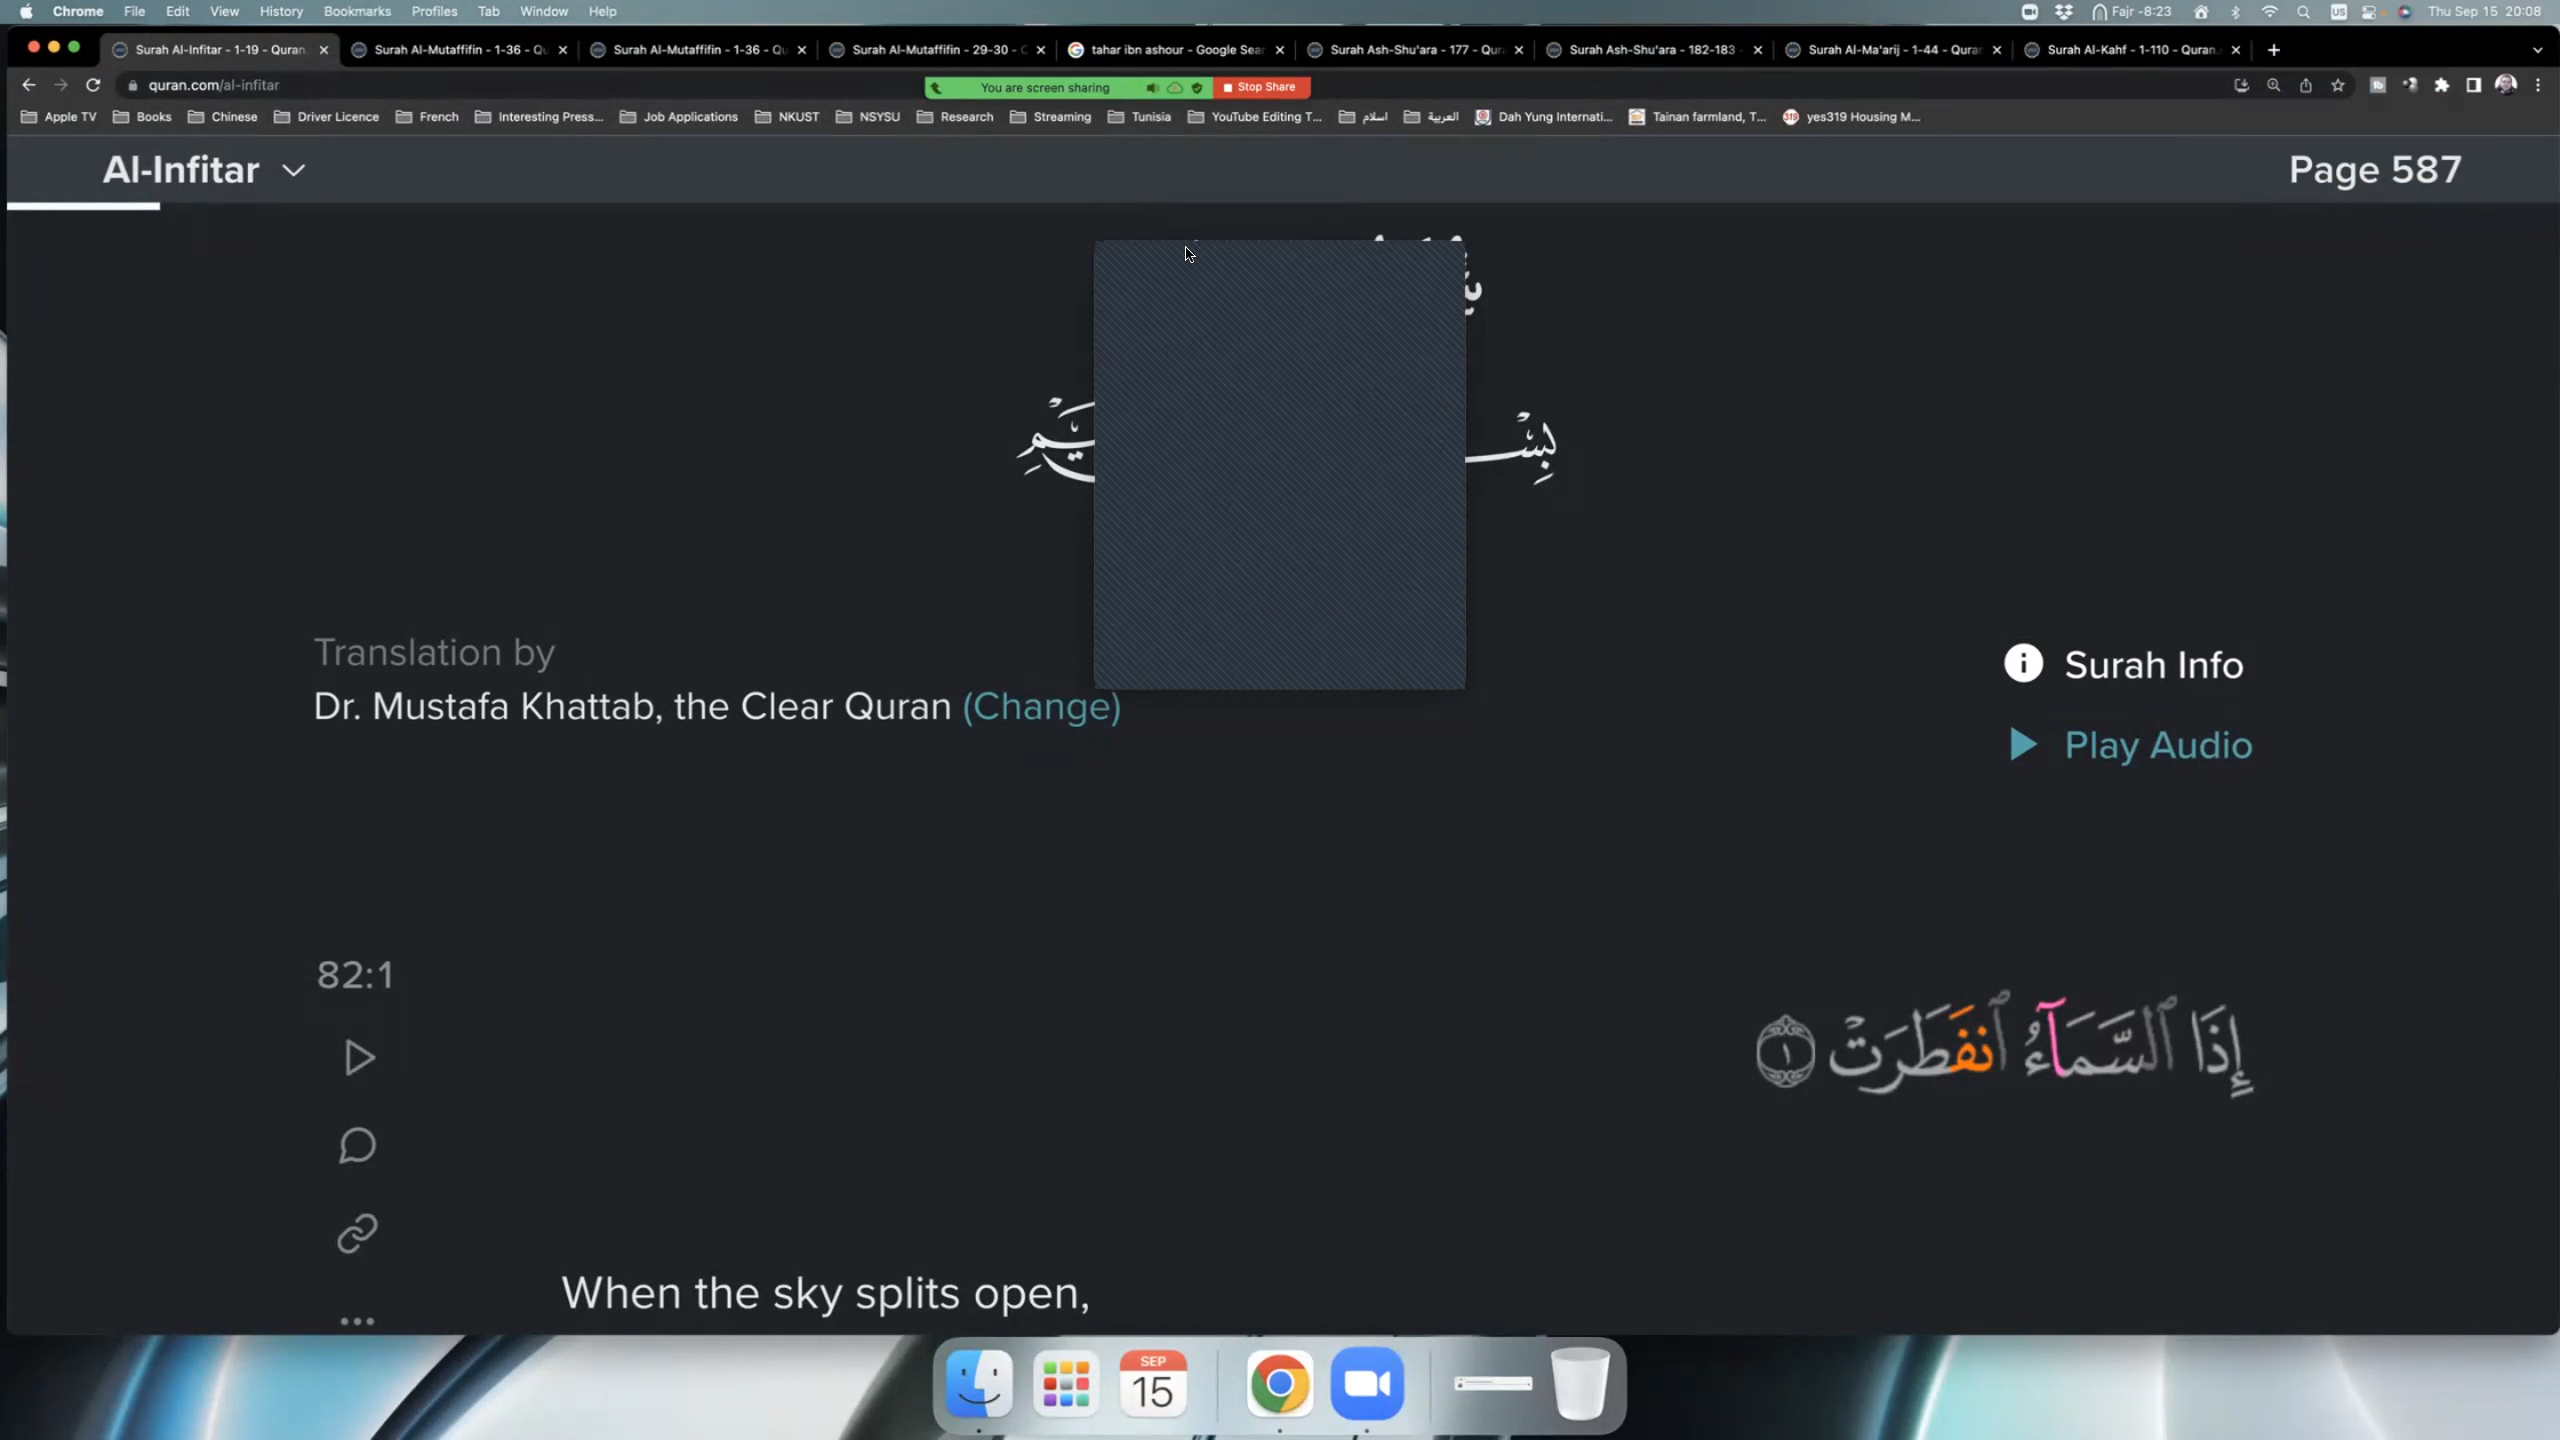 Chrome File Edit View History Bookmarks Profiles Tab Window Help Fajr -8:23 US Thu Sep 15 20:08
Surah Al-Infitar - 1-19 - Quran Surah Al-Mutaffifin - 1-36 - Qu Surah Al-Mutaffifin - 1-36 - Qu Surah Al-Mutaffifin - 29-30 - tahar ibn ashour - Google Sea Surah Ash-Shu'ara - 177 - Qur Surah Ash-Shu'ara - 182-183 Surah Al-Ma'arij - 1-44 - Quran Surah Al-Kahf - 1-110 - Quran.
quran.com/al-infitar You are screen sharing Stop Share
Apple TV Books Chinese Driver Licence French Interesting Press... Job Applications NKUST NSYSU Research Streaming Tunisia YouTube Editing T... اسلام العربية Dah Yung Internati... Tainan farmland, T... yes319 Housing M...
Al-Infitar Page 587
Translation by
Dr. Mustafa Khattab, the Clear Quran (Change)
Surah Info
Play Audio
82:1
إِذَا ٱلسَّمَآءُ ٱنفَطَرَتْ ١
When the sky splits open,
SEP
15